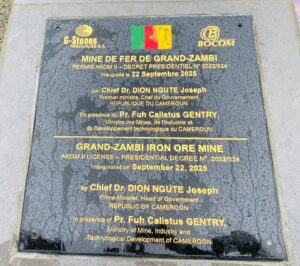 G-Stones
RESOURCES S.A.
BOCOM
MINE DE FER DE GRAND-ZAMBI
PERMIS AKOM II – DECRET PRESIDENTIEL N° 2022/524
Inaugurée le 22 Septembre 2025
par Chief Dr. DION NGUTE Joseph
Premier ministre, Chef du Gouvernement
REPUBLIQUE DU CAMEROUN
En présence du Pr. Fuh Calistus GENTRY,
Ministre des Mines, de l'Industrie et
du Developpement technologique du CAMEROUN
GRAND-ZAMBI IRON ORE MINE
AKOM II LICENSE – PRESIDENTIAL DECREE N° 2022/524
Inaugurated on September 22, 2025
by Chief Dr. DION NGUTE Joseph
Prime Minister, Head of Government
REPUBLIC OF CAMEROON
In presence of Pr. Fuh Calistus GENTRY,
Ministry of Mine, Industry and
Technological Development of CAMEROON